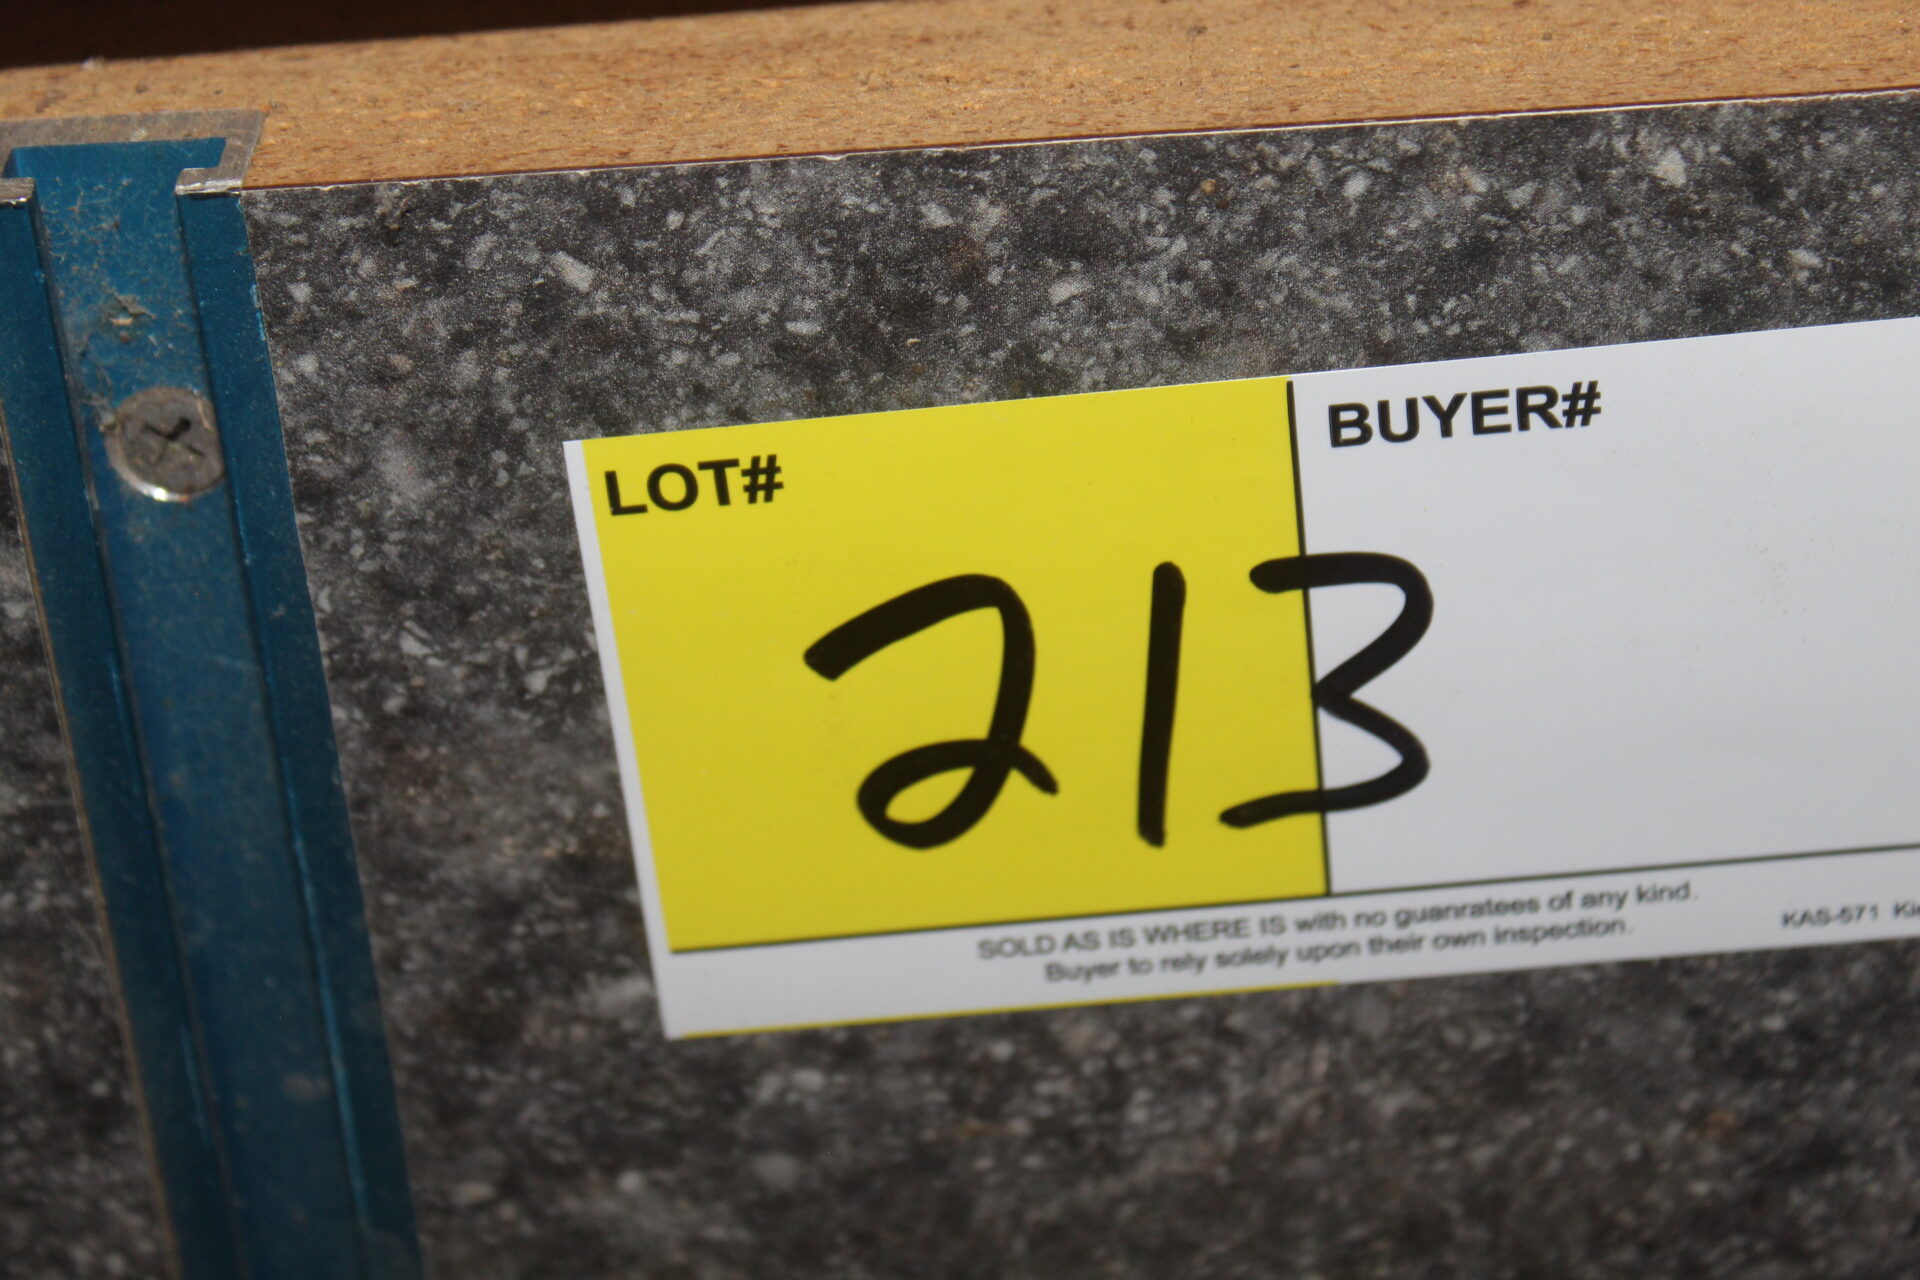 LOT#
BUYER#
213
SOLD AS IS WHERE IS with no guanratees of any kind.
Buyer to rely solely upon their own inspection.
KAS-571